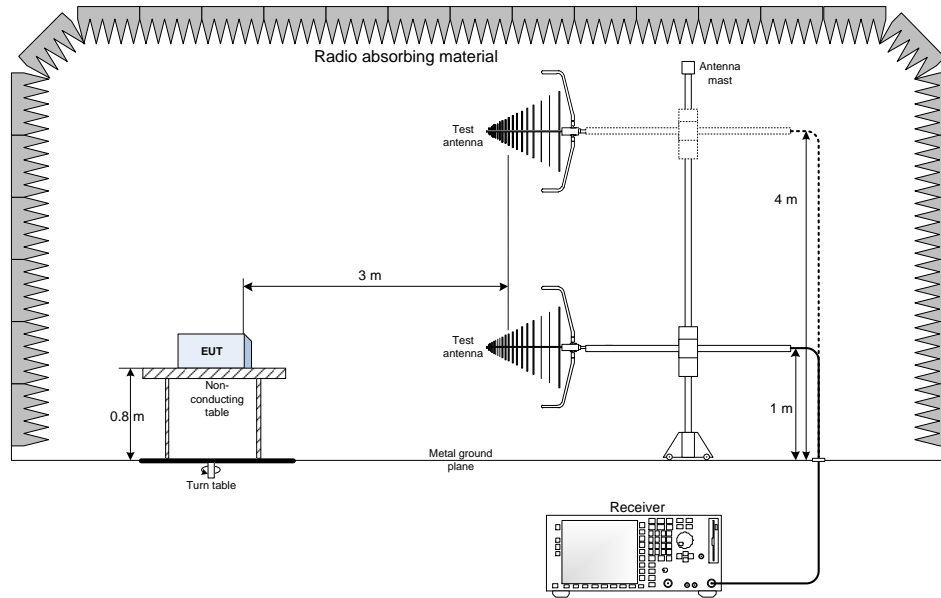 Radio absorbing material
Antenna
mast
Test
antenna
4 m
3 m
Test
antenna
EUT
Non-
conducting
table
0.8 m
1 m
Metal ground
plane
Turn table
Receiver